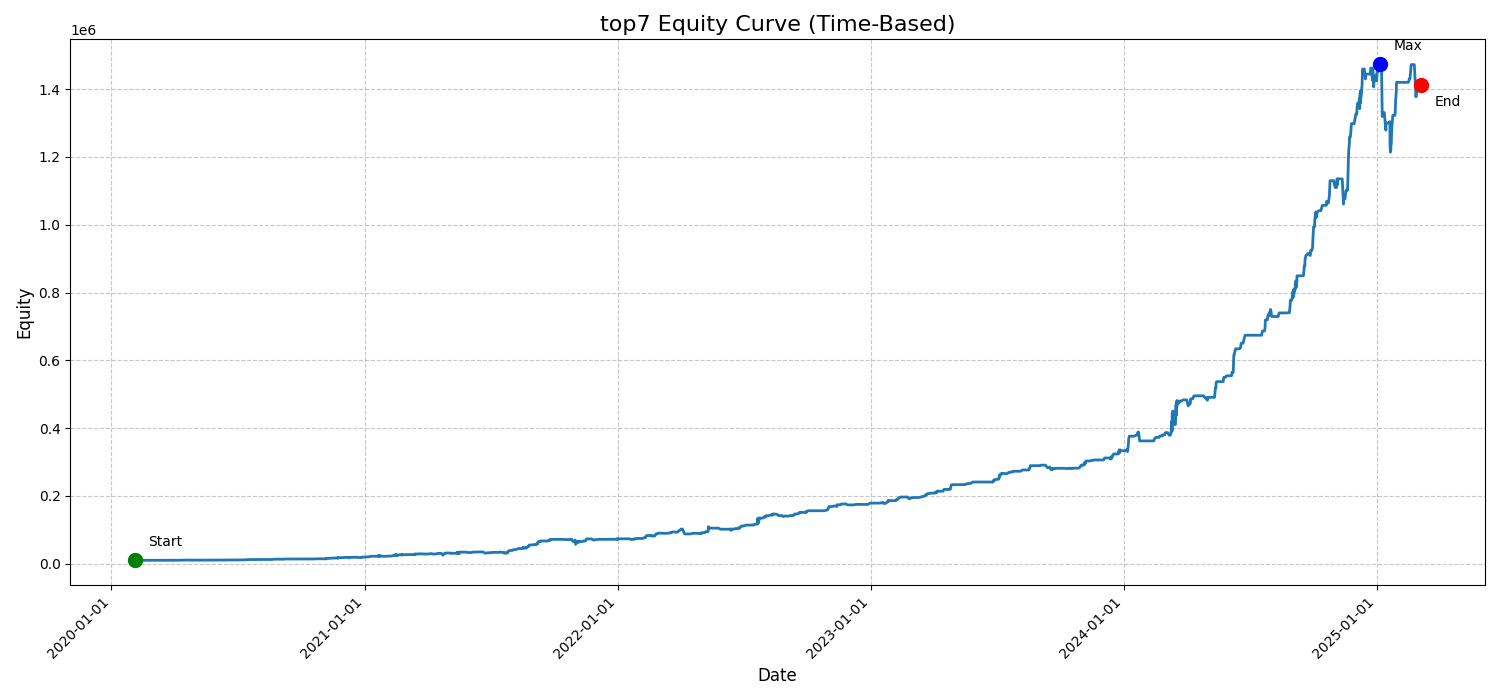 top7 Equity Curve (Time-Based)
1e6
Max
1.4
End
1.2
1.0
0.8
Equity
0.6
0.4
0.2
Start
0.0
2020-01-01
2021-01-01
2022-01-01
2023-01-01
2024-01-01
2025-01-01
Date